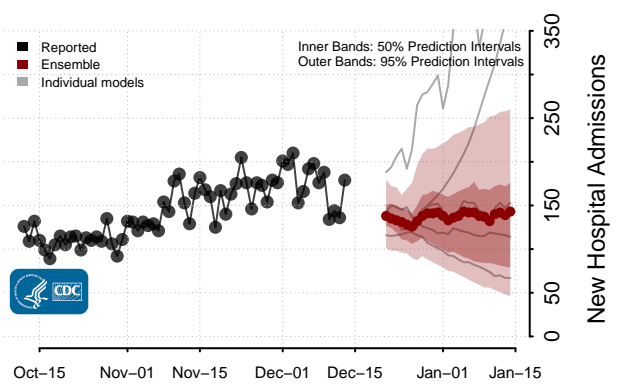 Reported
Ensemble
Individual models
Inner Bands: 50% Prediction Intervals
Outer Bands: 95% Prediction Intervals
350
250
150
50
0
New Hospital Admissions
CDC
Oct–15
Nov–01
Nov–15
Dec–01
Dec–15
Jan–01
Jan–15